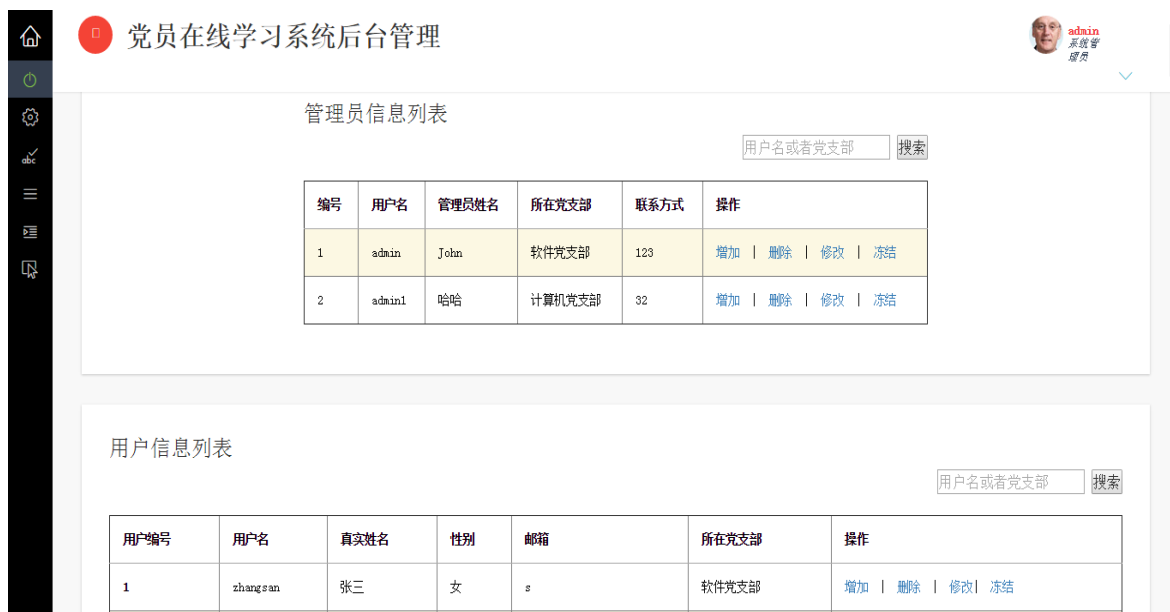 党员在线学习系统后台管理
admin
系统管
理员
abc
管理员信息列表
用户名或者党支部 搜索
编号 用户名 管理员姓名 所在党支部 联系方式 操作
1 admin John 软件党支部 123 增加 | 删除 | 修改 | 冻结
2 admin1 哈哈 计算机党支部 32 增加 | 删除 | 修改 | 冻结
用户信息列表
用户名或者党支部 搜索
用户编号 用户名 真实姓名 性别 邮箱 所在党支部 操作
1 zhangsan 张三 女 s 软件党支部 增加 | 删除 | 修改| 冻结